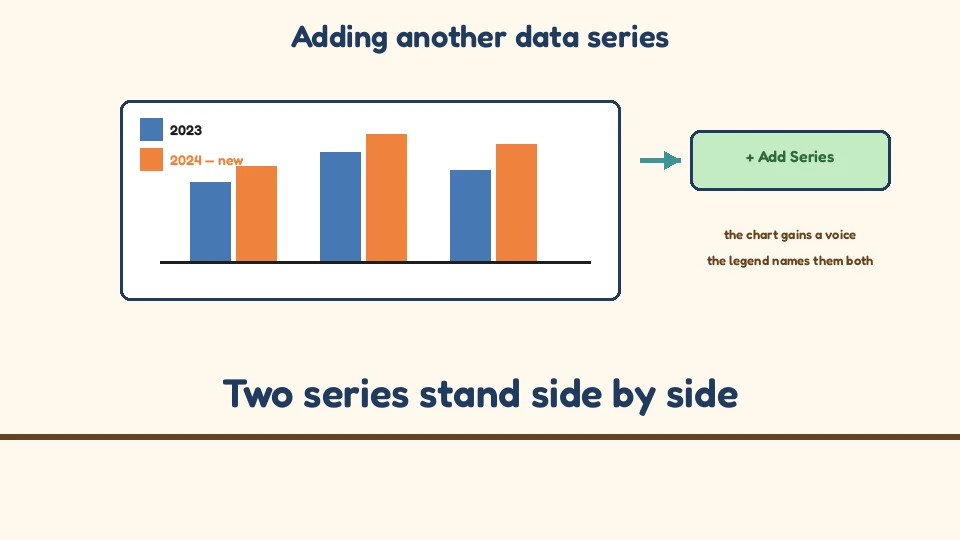 Adding another data series
2023
2024 — new
+ Add Series
the chart gains a voice
the legend names them both
Two series stand side by side